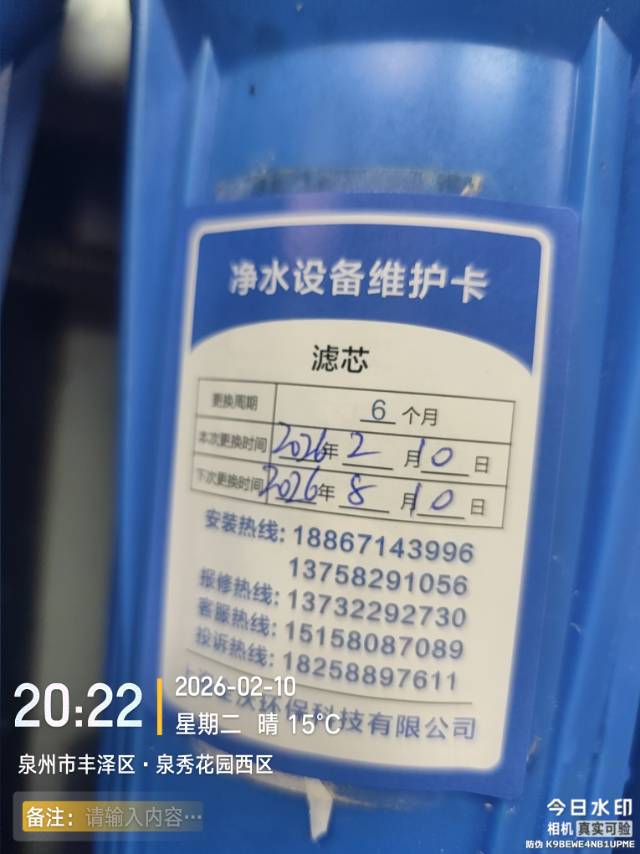 净水设备维护卡
滤芯
更换周期 6 个月
本次更换时间 2026年 2 月 10 日
下次更换时间 2026年 8 月 10 日
安装热线: 18867143996
13758291056
报修热线: 13732292730
客服热线: 15158087089
投诉热线: 18258897611
环保科技有限公司
20:22
2026-02-10
星期二 晴 15°C
泉州市丰泽区·泉秀花园西区
备注: 请输入内容…
今日水印
相机 真实可验
防伪 K9BEWE4NB1UPME